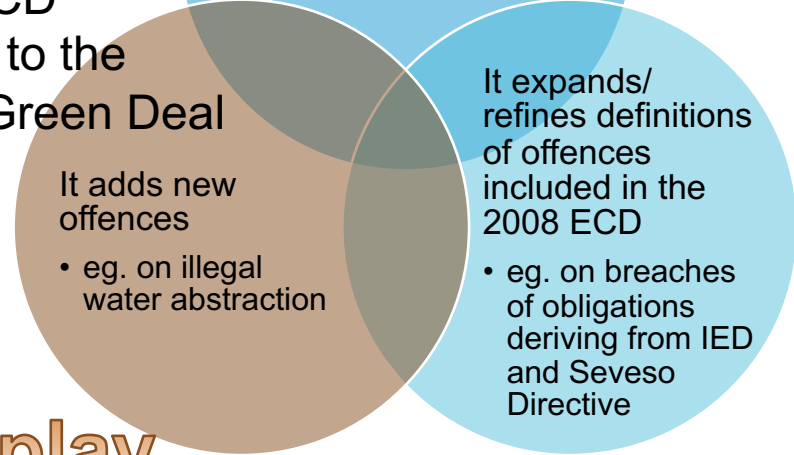 to the
Green Deal
It adds new
offences
• eg. on illegal
water abstraction
It expands/
refines definitions
of offences
included in the
2008 ECD
• eg. on breaches
of obligations
deriving from IED
and Seveso
Directive
play